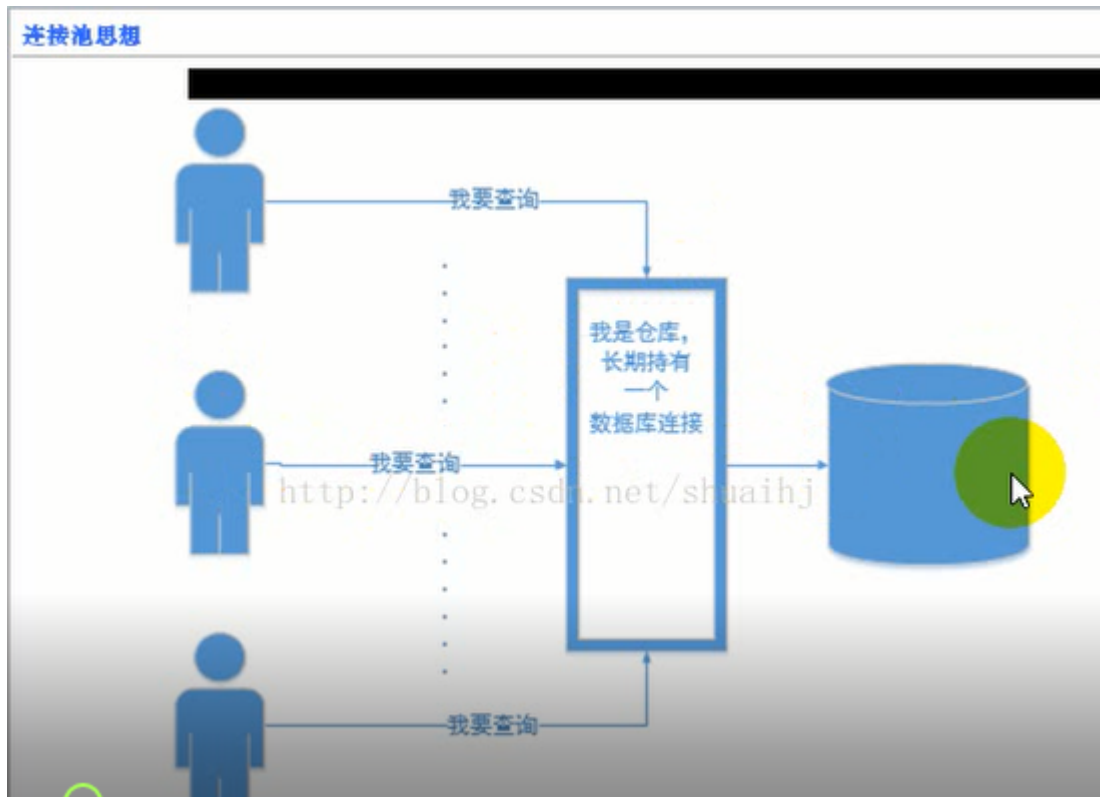 连接池思想
我要查询
我是仓库，
长期持有
一个
数据库连接
我要查询
http://blog.csdn.net/shuaihj
我要查询